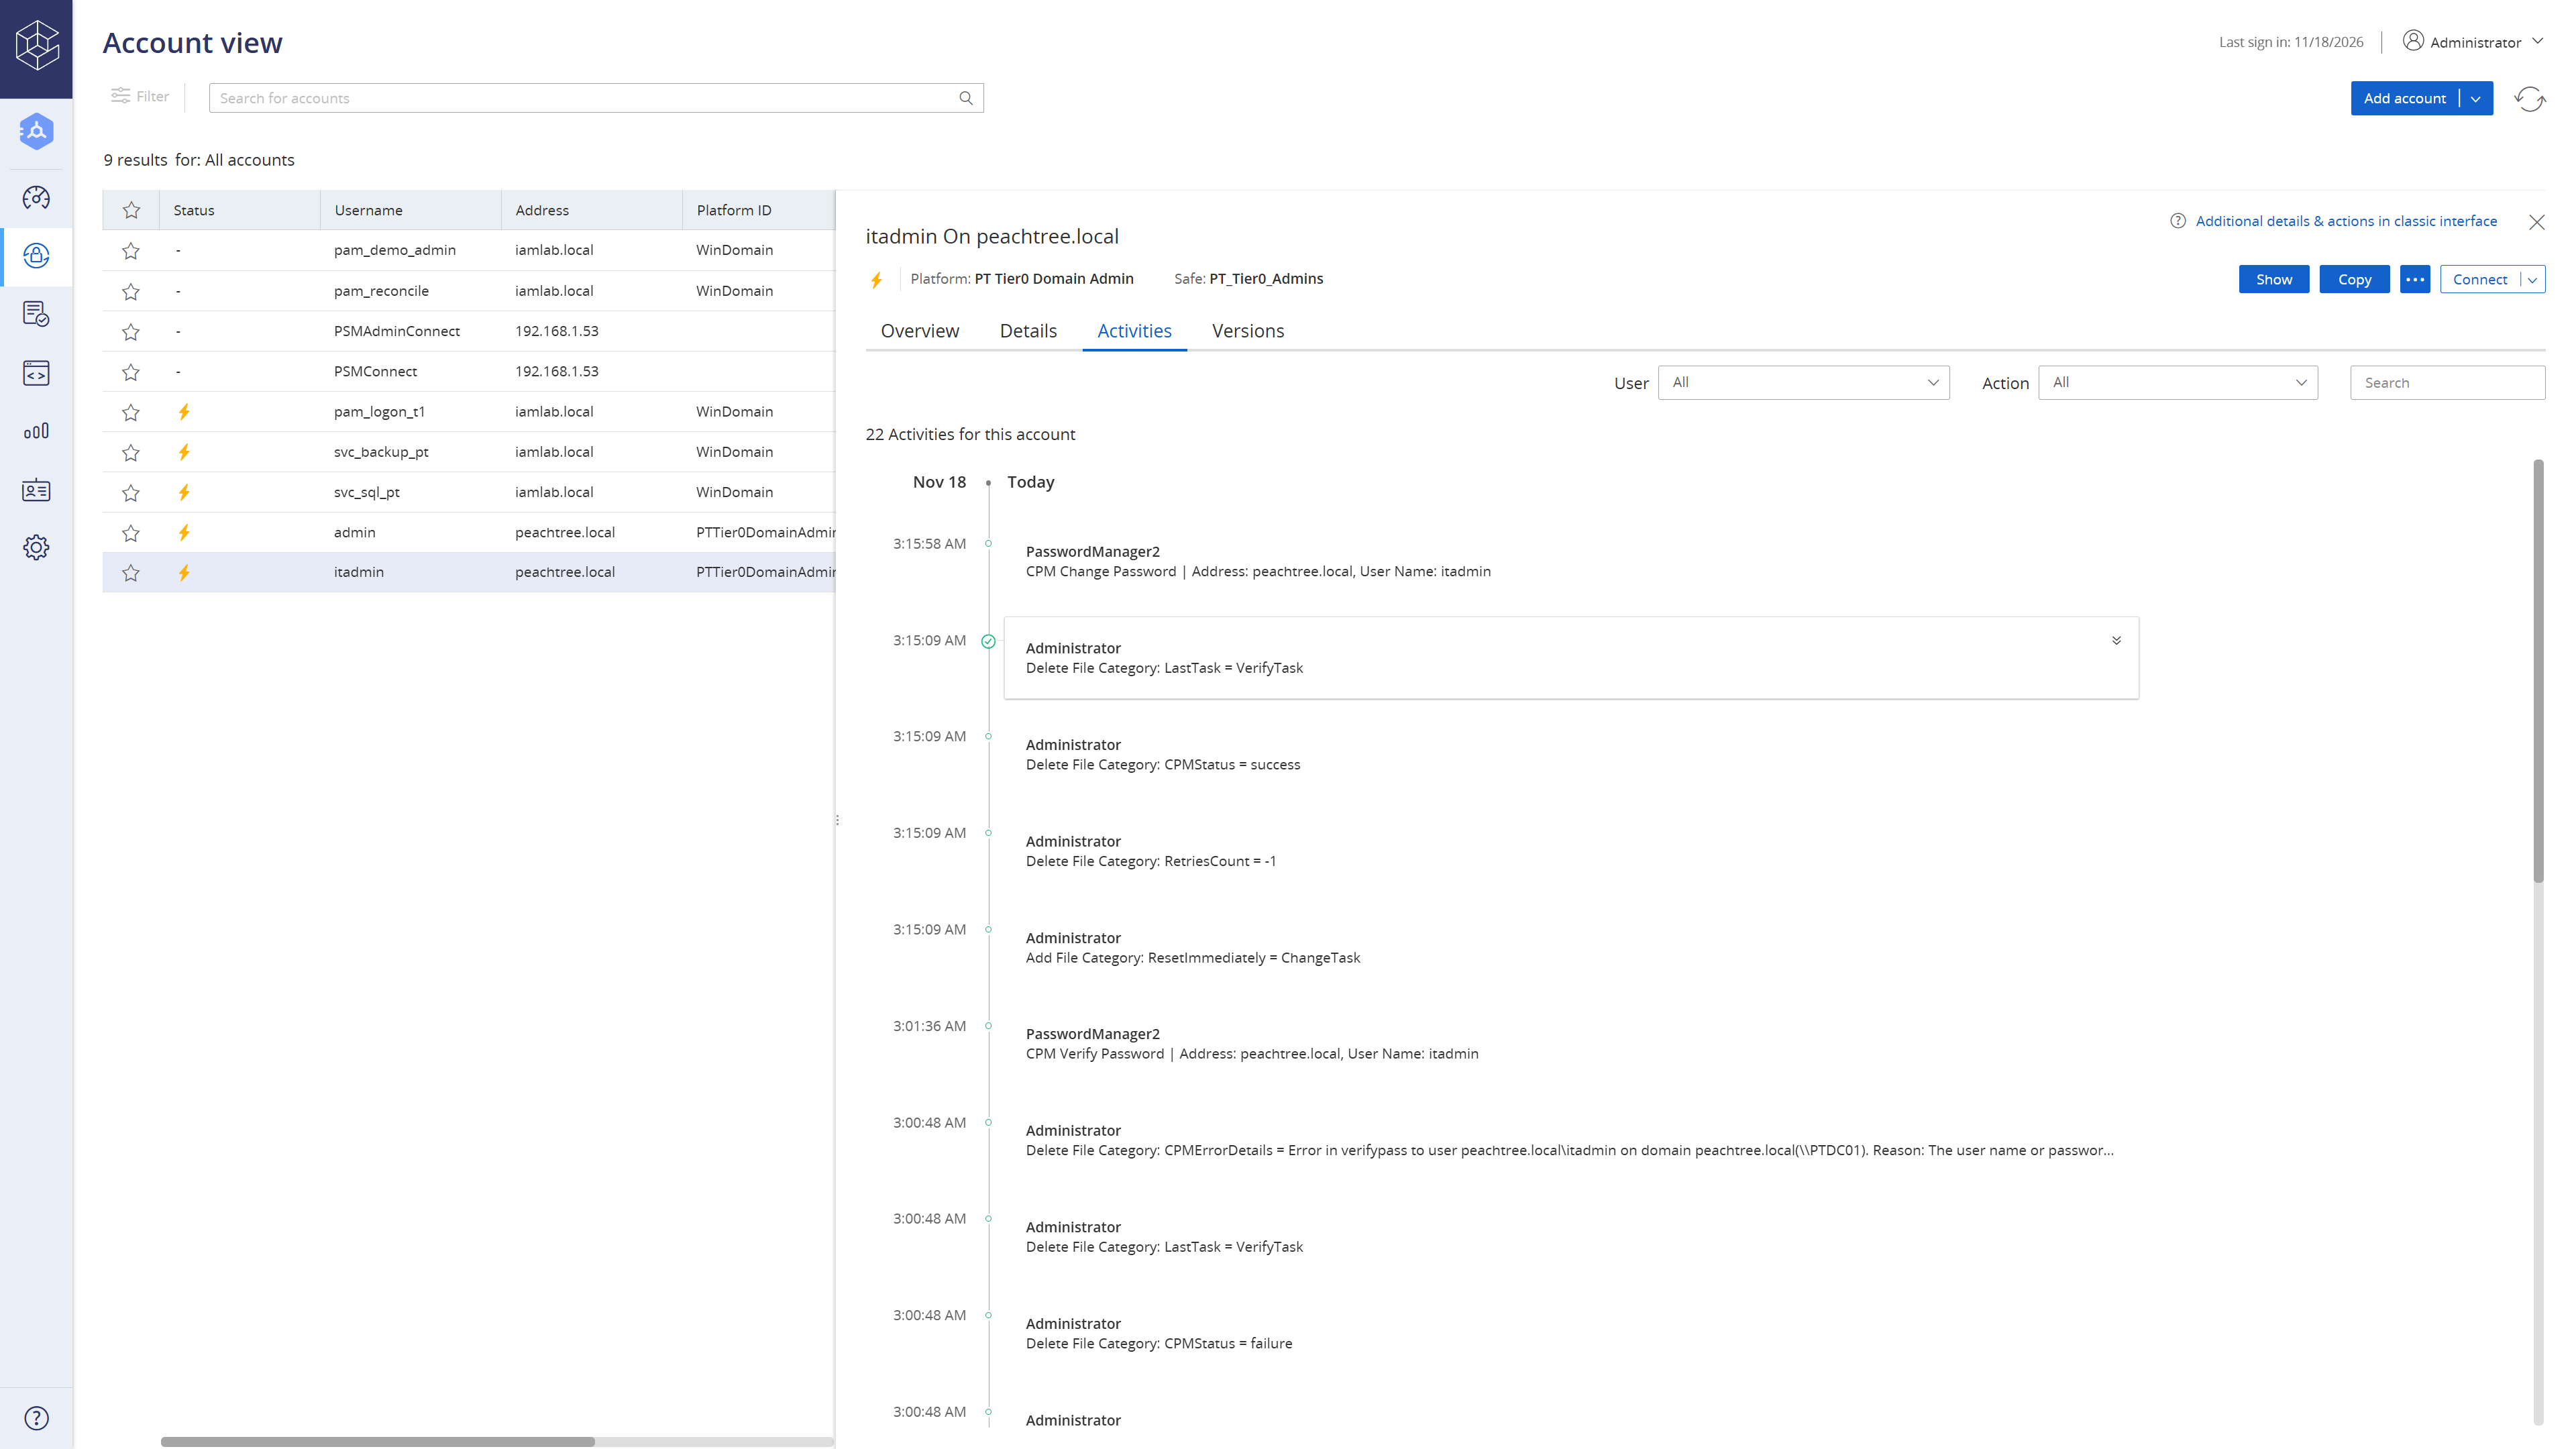 Account view
Last sign in: 11/18/2026
Administrator
Filter
Search for accounts
Add account
9 results for: All accounts
Status Username Address Platform ID
- pam_demo_admin iamlab.local WinDomain
- pam_reconcile iamlab.local WinDomain
- PSMAdminConnect 192.168.1.53
- PSMConnect 192.168.1.53
pam_logon_t1 iamlab.local WinDomain
svc_backup_pt iamlab.local WinDomain
svc_sql_pt iamlab.local WinDomain
admin peachtree.local PTTier0DomainAdmin
itadmin peachtree.local PTTier0DomainAdmin
Additional details & actions in classic interface
itadmin On peachtree.local
Platform: PT Tier0 Domain Admin Safe: PT_Tier0_Admins
Show Copy ... Connect
Overview Details Activities Versions
User All Action All Search
22 Activities for this account
Nov 18 Today
3:15:58 AM
PasswordManager2
CPM Change Password | Address: peachtree.local, User Name: itadmin
3:15:09 AM
Administrator
Delete File Category: LastTask = VerifyTask
3:15:09 AM
Administrator
Delete File Category: CPMStatus = success
3:15:09 AM
Administrator
Delete File Category: RetriesCount = -1
3:15:09 AM
Administrator
Add File Category: ResetImmediately = ChangeTask
3:01:36 AM
PasswordManager2
CPM Verify Password | Address: peachtree.local, User Name: itadmin
3:00:48 AM
Administrator
Delete File Category: CPMErrorDetails = Error in verifypass to user peachtree.local\itadmin on domain peachtree.local(\\PTDC01). Reason: The user name or passwor...
3:00:48 AM
Administrator
Delete File Category: LastTask = VerifyTask
3:00:48 AM
Administrator
Delete File Category: CPMStatus = failure
3:00:48 AM
Administrator